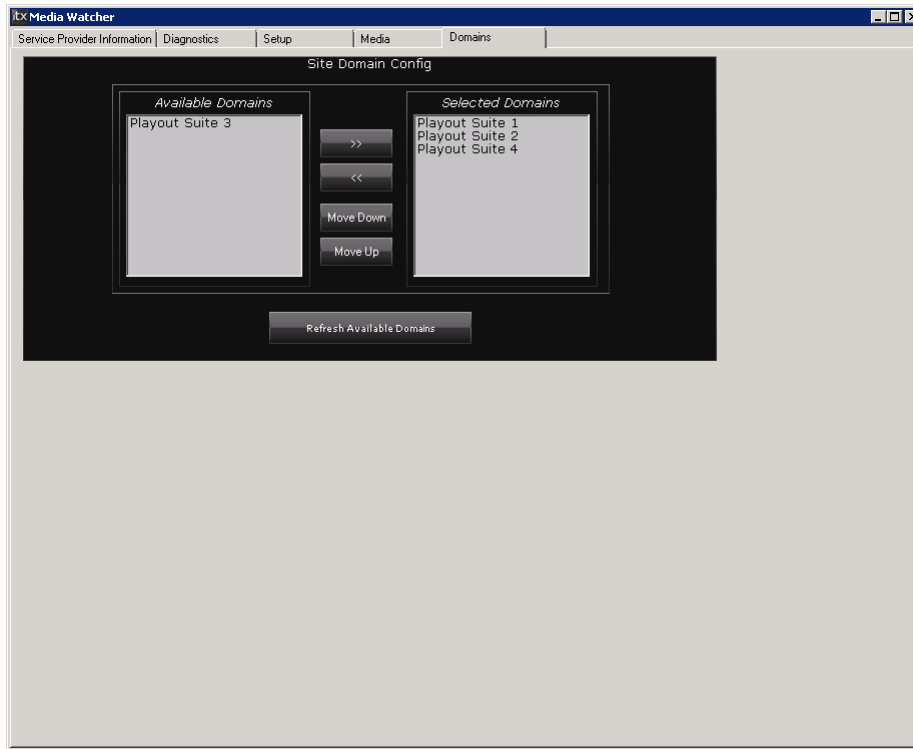 itx Media Watcher
Service Provider Information Diagnostics Setup Media Domains
Site Domain Config
Available Domains
Playout Suite 3
>>
<<
Move Down
Move Up
Selected Domains
Playout Suite 1
Playout Suite 2
Playout Suite 4
Refresh Available Domains